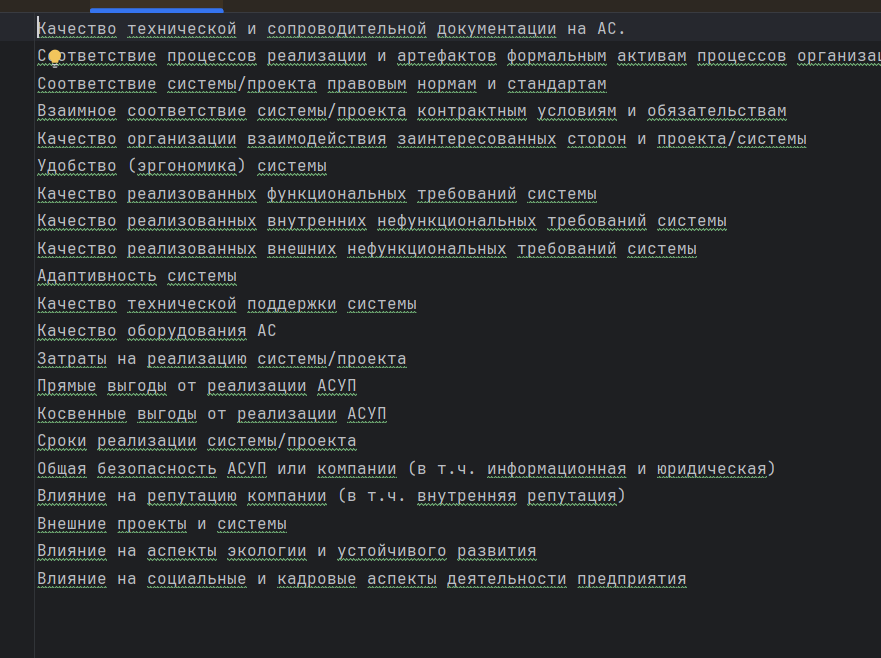 Качество технической и сопроводительной документации на АС.
Соответствие процессов реализации и артефактов формальным активам процессов
Соответствие системы/проекта правовым нормам и стандартам
Взаимное соответствие системы/проекта контрактным условиям и обязательствам
Качество организации взаимодействия заинтересованных сторон и проекта/системы
Удобство (эргономика) системы
Качество реализованных функциональных требований системы
Качество реализованных внутренних нефункциональных требований системы
Качество реализованных внешних нефункциональных требований системы
Адаптивность системы
Качество технической поддержки системы
Качество оборудования АС
Затраты на реализацию системы/проекта
Прямые выгоды от реализации АСУП
Косвенные выгоды от реализации АСУП
Сроки реализации системы/проекта
Общая безопасность АСУП или компании (в т.ч. информационная и юридическая)
Влияние на репутацию компании (в т.ч. внутренняя репутация)
Внешние проекты и системы
Влияние на аспекты экологии и устойчивого развития
Влияние на социальные и кадровые аспекты деятельности предприятия